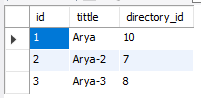 id tittle directory_id
1 Arya 10
2 Arya-2 7
3 Arya-3 8